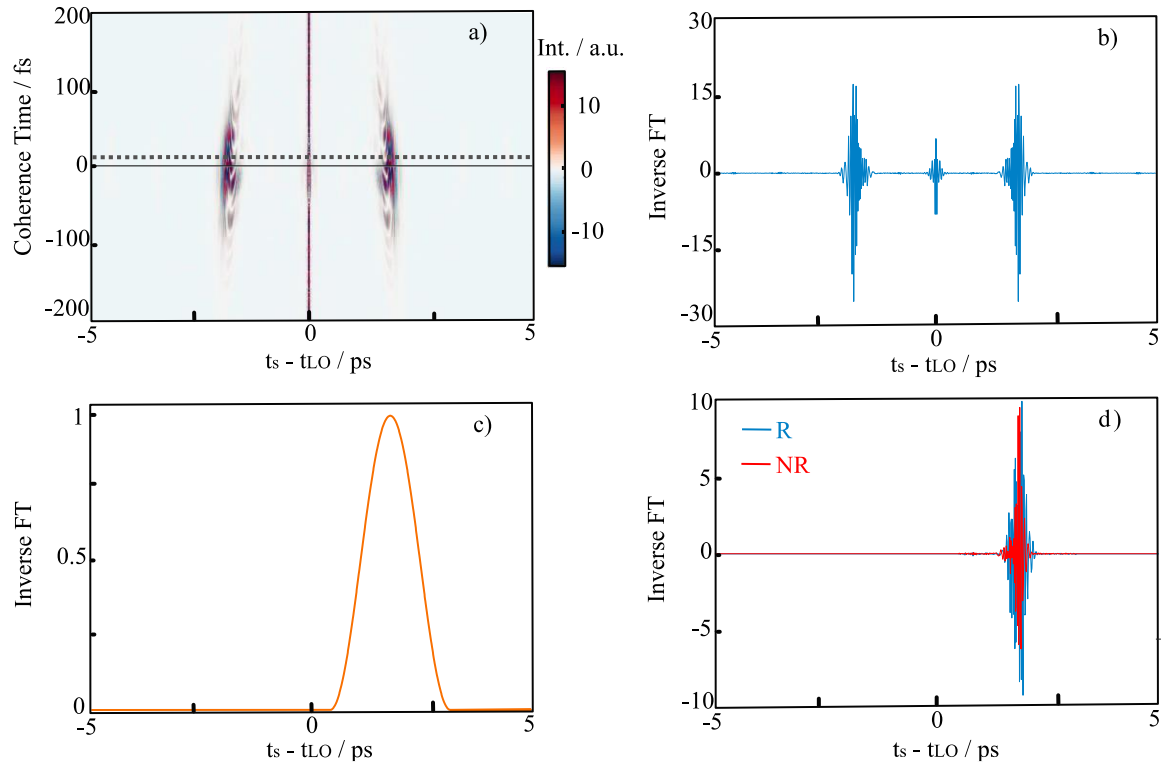 a)
Coherence Time / fs
200
100
0
-100
-200
-5
0
5
ts - tLO / ps
Int. / a.u.
10
0
-10
b)
Inverse FT
30
15
0
-15
-30
-5
0
5
ts - tLO / ps
c)
Inverse FT
1
0.5
0
-5
0
5
ts - tLO / ps
d)
R
NR
Inverse FT
10
5
0
-5
-10
-5
0
5
ts - tLO / ps